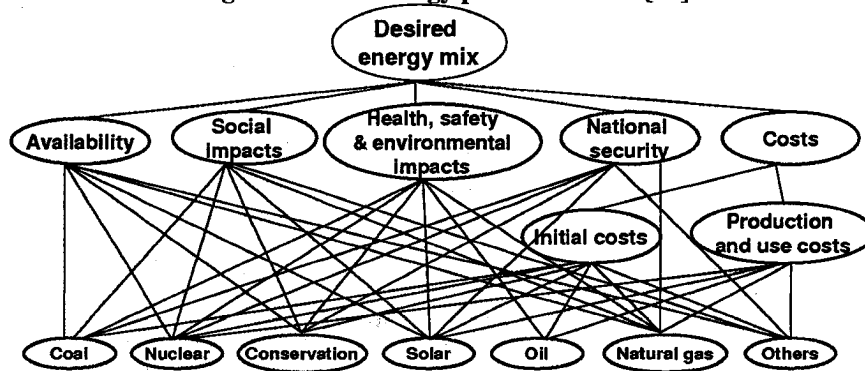 Desired
energy mix
Availability
Social
impacts
Health, safety
& environmental
impacts
National
security
Costs
Initial costs
Production
and use costs
Coal
Nuclear
Conservation
Solar
Oil
Natural gas
Others